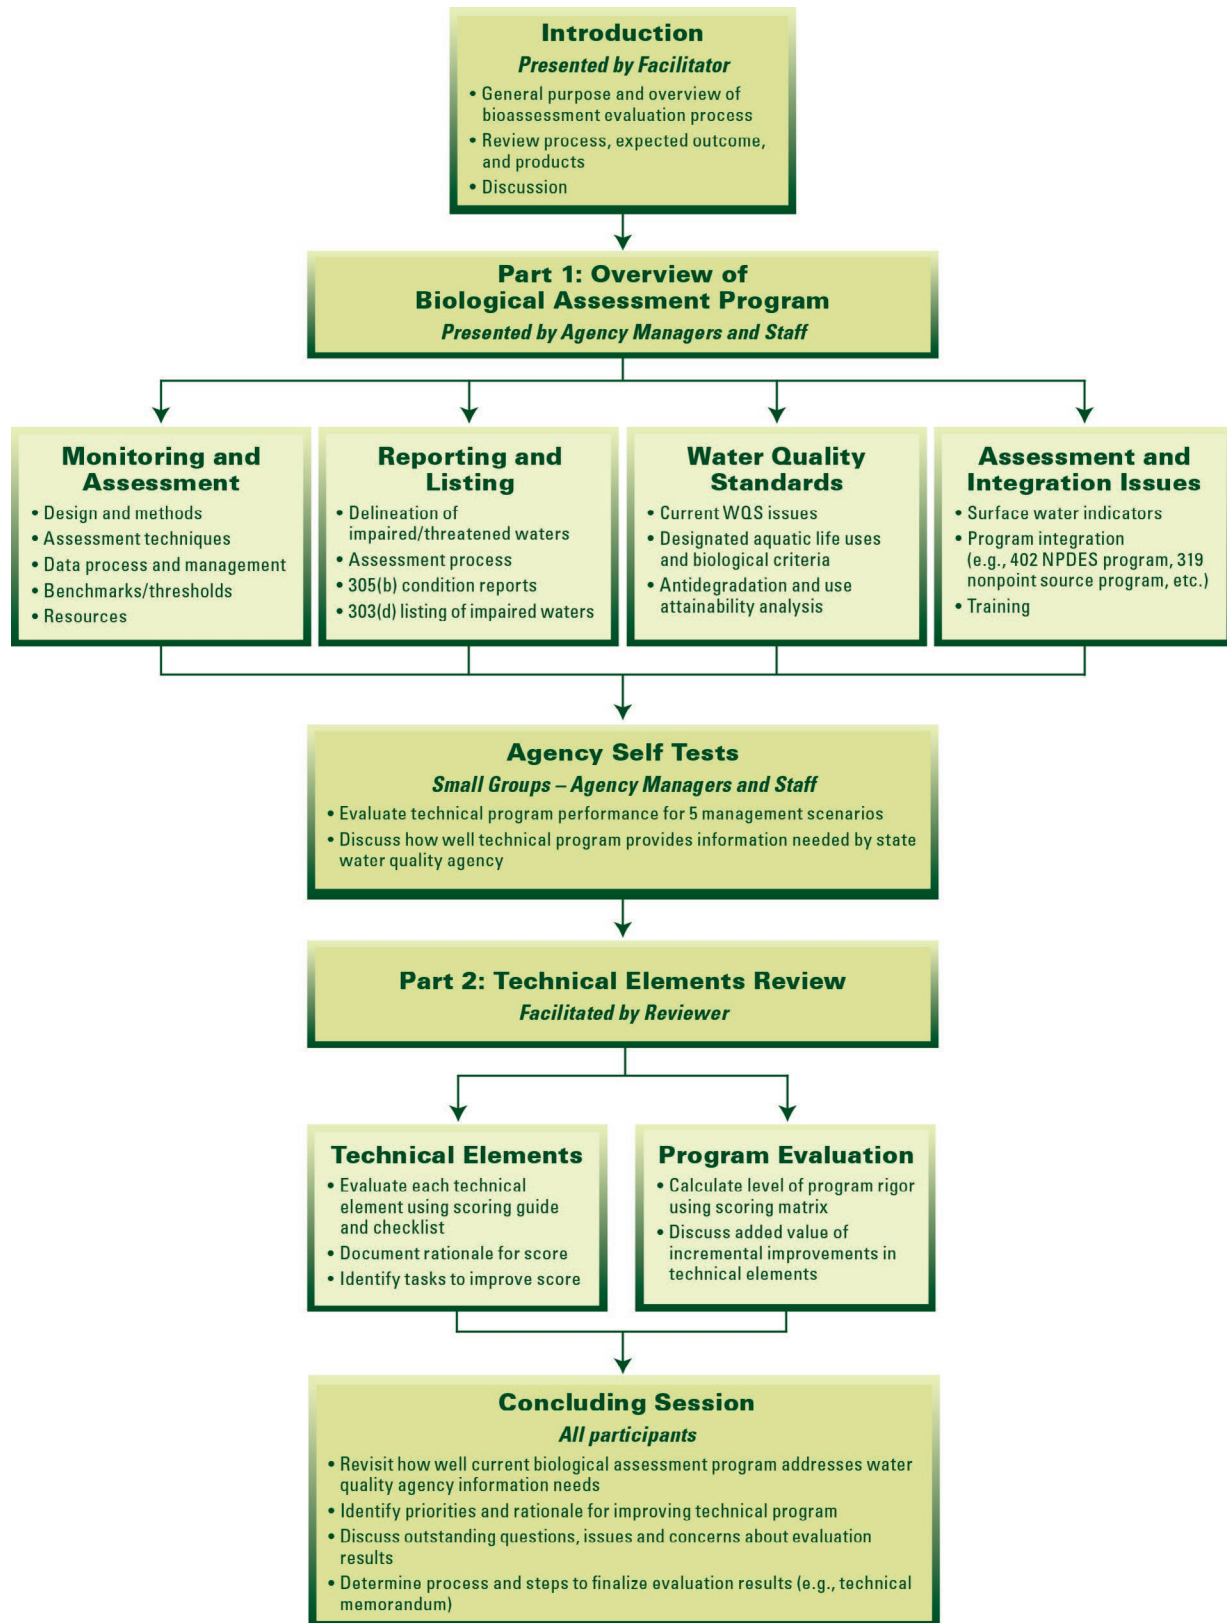 Introduction
Presented by Facilitator
• General purpose and overview of
bioassessment evaluation process
• Review process, expected outcome,
and products
• Discussion
Part 1: Overview of
Biological Assessment Program
Presented by Agency Managers and Staff
Monitoring and
Assessment
• Design and methods
• Assessment techniques
• Data process and management
• Benchmarks/thresholds
• Resources
Reporting and
Listing
• Delineation of
impaired/threatened waters
• Assessment process
• 305(b) condition reports
• 303(d) listing of impaired waters
Water Quality
Standards
• Current WQS issues
• Designated aquatic life uses
and biological criteria
• Antidegradation and use
attainability analysis
Assessment and
Integration Issues
• Surface water indicators
• Program integration
(e.g., 402 NPDES program, 319
nonpoint source program, etc.)
• Training
Agency Self Tests
Small Groups – Agency Managers and Staff
• Evaluate technical program performance for 5 management scenarios
• Discuss how well technical program provides information needed by state
water quality agency
Part 2: Technical Elements Review
Facilitated by Reviewer
Technical Elements
• Evaluate each technical
element using scoring guide
and checklist
• Document rationale for score
• Identify tasks to improve score
Program Evaluation
• Calculate level of program rigor
using scoring matrix
• Discuss added value of
incremental improvements in
technical elements
Concluding Session
All participants
• Revisit how well current biological assessment program addresses water
quality agency information needs
• Identify priorities and rationale for improving technical program
• Discuss outstanding questions, issues and concerns about evaluation
results
• Determine process and steps to finalize evaluation results (e.g., technical
memorandum)